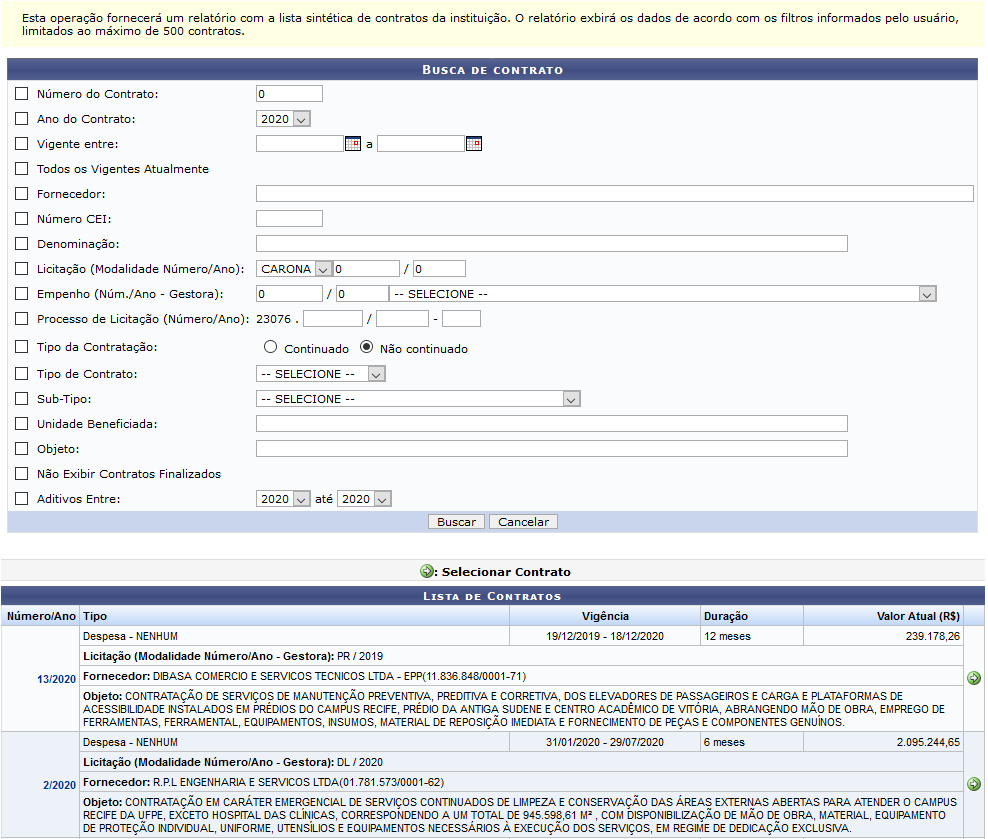 Esta operação fornecerá um relatório com a lista sintética de contratos da instituição. O relatório exbirá os dados de acordo com os filtros informados pelo usuário,
limitados ao máximo de 500 contratos.
Busca de contrato
Número do Contrato: 0
Ano do Contrato: 2020
Vigente entre: a
Todos os Vigentes Atualmente
Fornecedor:
Número CEI:
Denominação:
Licitação (Modalidade Número/Ano): CARONA 0 / 0
Empenho (Núm./Ano - Gestora): 0 / 0 -- SELECIONE --
Processo de Licitação (Número/Ano): 23076 . / -
Tipo da Contratação: Continuado Não continuado
Tipo de Contrato: -- SELECIONE --
Sub-Tipo: -- SELECIONE --
Unidade Beneficiada:
Objeto:
Não Exibir Contratos Finalizados
Aditivos Entre: 2020 até 2020
Buscar Cancelar
: Selecionar Contrato
Lista de Contratos
Número/Ano Tipo Vigência Duração Valor Atual (R$)
Despesa - NENHUM 19/12/2019 - 18/12/2020 12 meses 239.178,26
Licitação (Modalidade Número/Ano - Gestora): PR / 2019
13/2020 Fornecedor: DIBASA COMERCIO E SERVICOS TECNICOS LTDA - EPP(11.836.848/0001-71)
Objeto: CONTRATAÇÃO DE SERVIÇOS DE MANUTENÇÃO PREVENTIVA, PREDITIVA E CORRETIVA, DOS ELEVADORES DE PASSAGEIROS E CARGA E PLATAFORMAS DE
ACESSIBILIDADE INSTALADOS EM PRÉDIOS DO CAMPUS RECIFE, PRÉDIO DA ANTIGA SUDENE E CENTRO ACADÊMICO DE VITÓRIA, ABRANGENDO MÃO DE OBRA, EMPREGO DE
FERRAMENTAS, FERRAMENTAL, EQUIPAMENTOS, INSUMOS, MATERIAL DE REPOSIÇÃO IMEDIATA E FORNECIMENTO DE PEÇAS E COMPONENTES GENUÍNOS.
Despesa - NENHUM 31/01/2020 - 29/07/2020 6 meses 2.095.244,65
Licitação (Modalidade Número/Ano - Gestora): DL / 2020
2/2020 Fornecedor: R.P.L ENGENHARIA E SERVICOS LTDA(01.781.573/0001-62)
Objeto: CONTRATAÇÃO EM CARÁTER EMERGENCIAL DE SERVIÇOS CONTINUADOS DE LIMPEZA E CONSERVAÇÃO DAS ÁREAS EXTERNAS ABERTAS PARA ATENDER O CAMPUS
RECIFE DA UFPE, EXCETO HOSPITAL DAS CLÍNICAS, CORRESPONDENDO A UM TOTAL DE 945.598,61 M² , COM DISPONIBILIZAÇÃO DE MÃO DE OBRA, MATERIAL, EQUIPAMENTO
DE PROTEÇÃO INDIVIDUAL, UNIFORME, UTENSÍLIOS E EQUIPAMENTOS NECESSÁRIOS À EXECUÇÃO DOS SERVIÇOS, EM REGIME DE DEDICAÇÃO EXCLUSIVA.